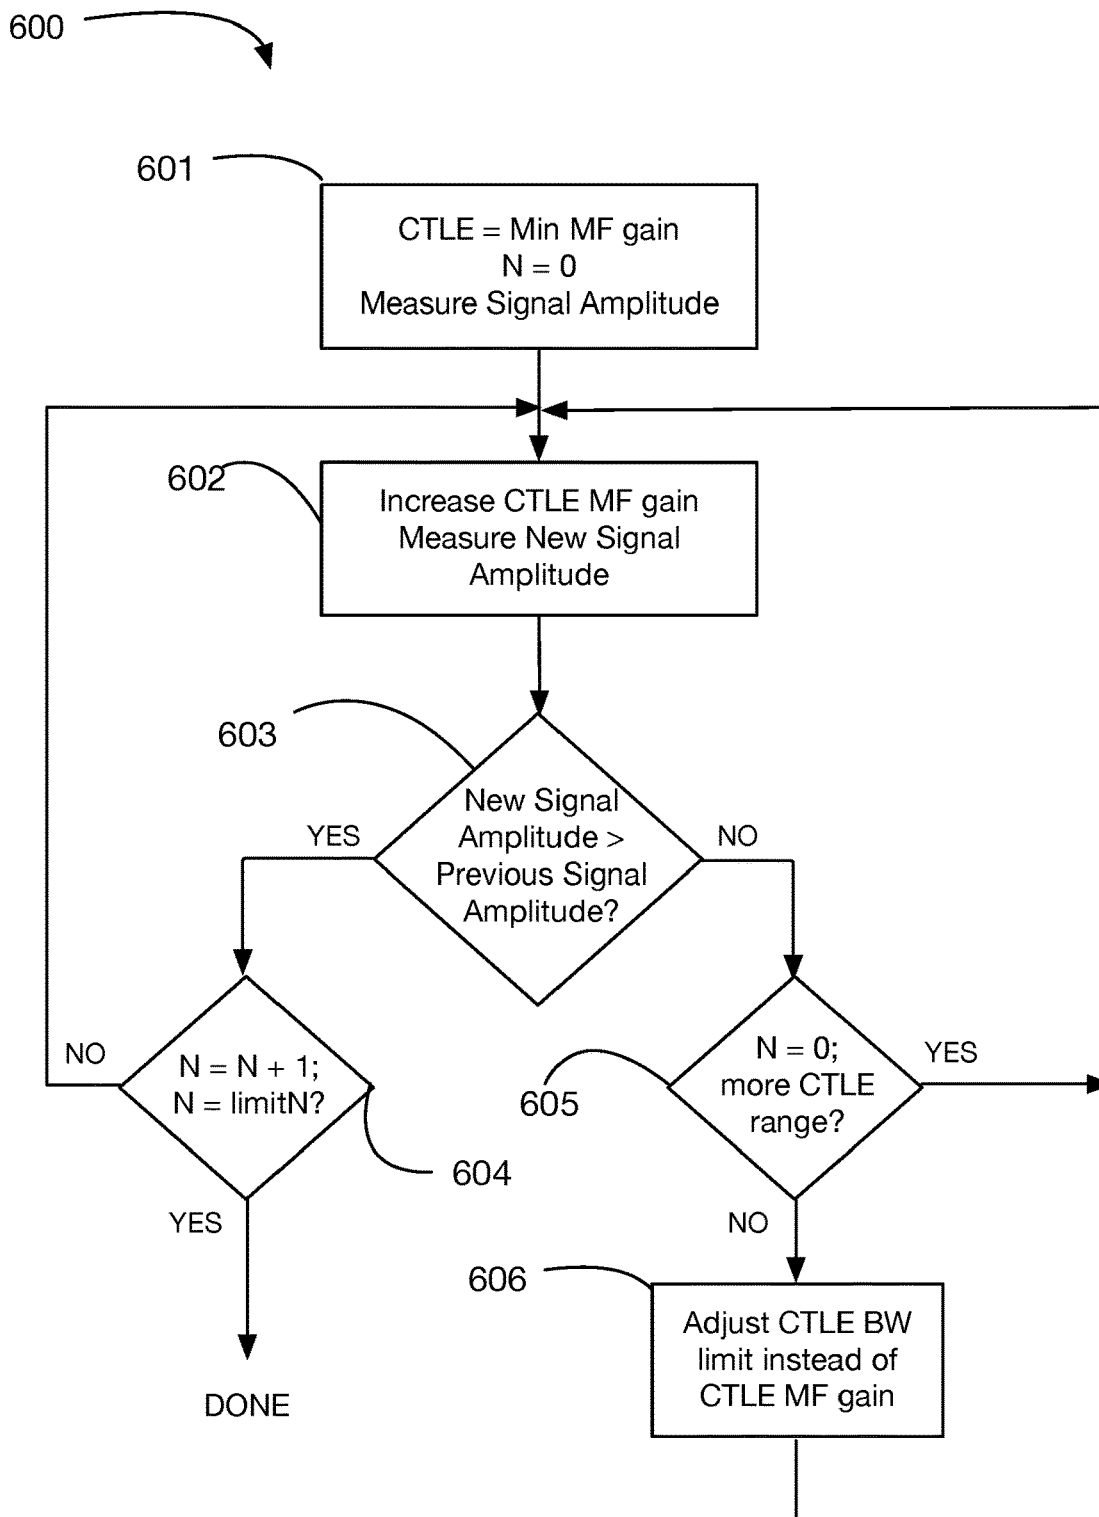 600
601
CTLE = Min MF gain
N = 0
Measure Signal Amplitude
602
Increase CTLE MF gain
Measure New Signal
Amplitude
603
New Signal
Amplitude >
Previous Signal
Amplitude?
YES
NO
N = N + 1;
N = limitN?
NO
YES
604
DONE
605
N = 0;
more CTLE
range?
YES
NO
606
Adjust CTLE BW
limit instead of
CTLE MF gain